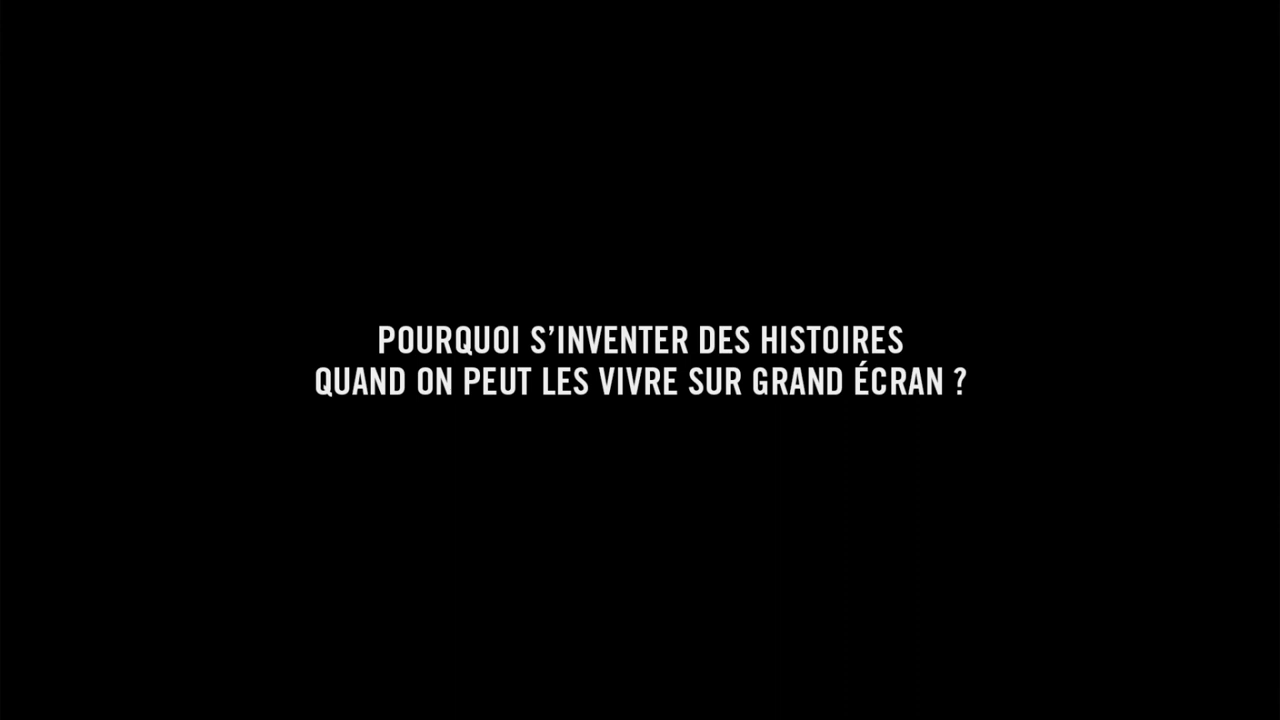 POURQUOI S’INVENTER DES HISTOIRES
QUAND ON PEUT LES VIVRE SUR GRAND ÉCRAN ?